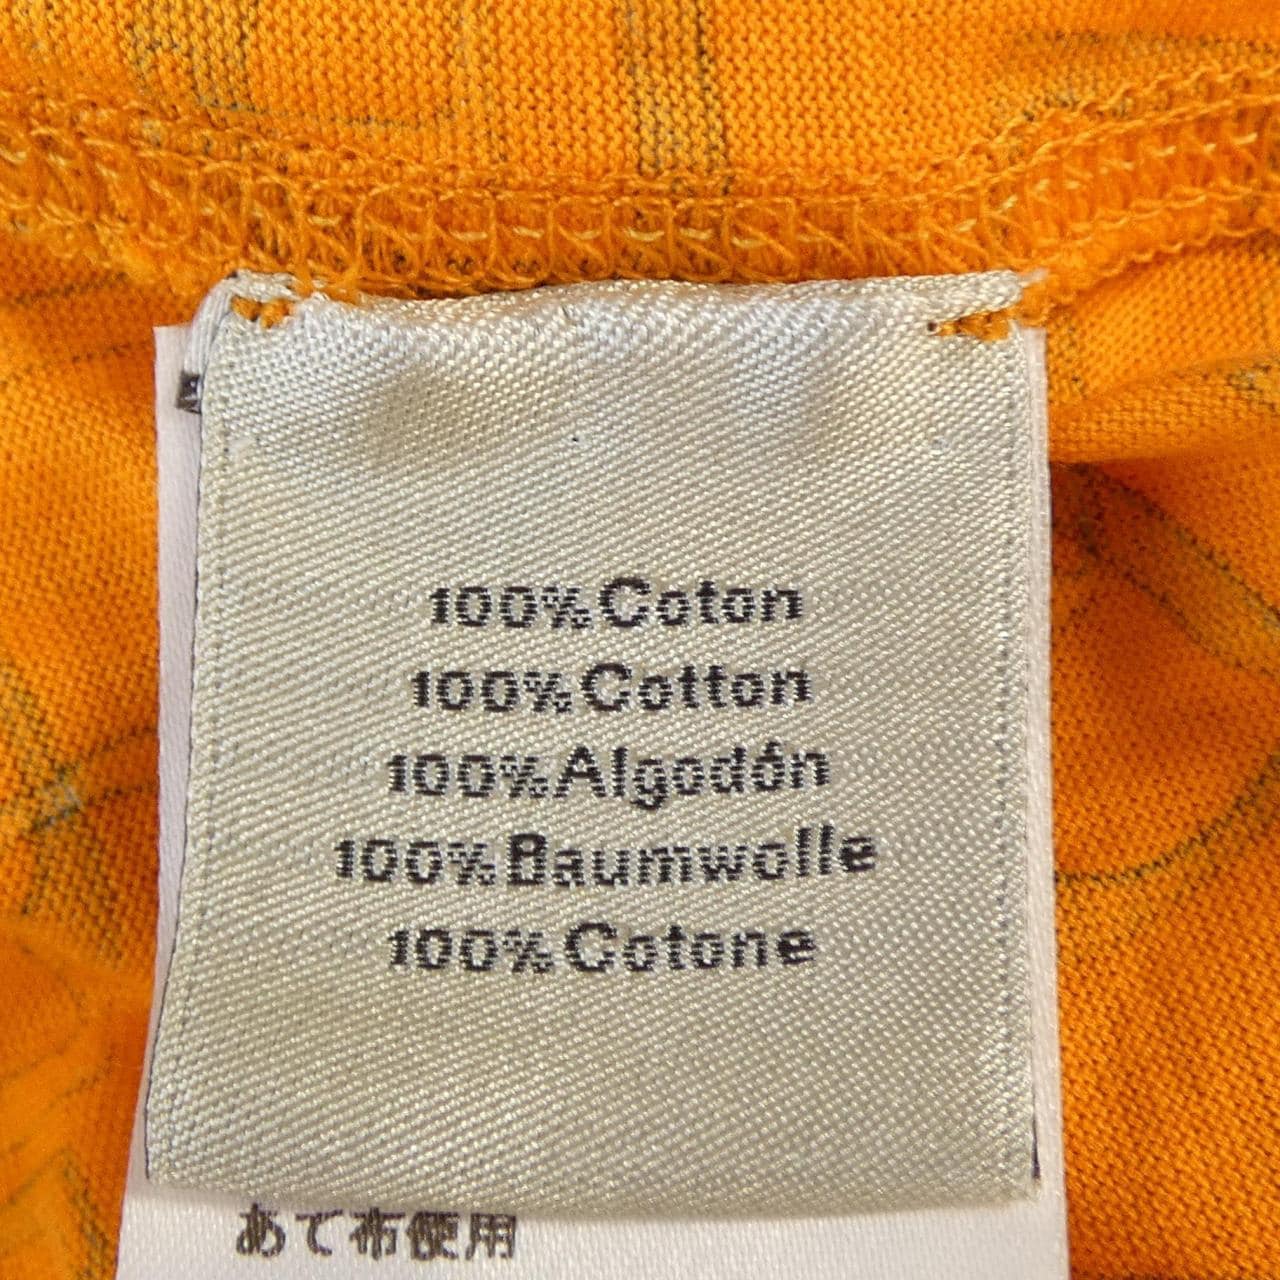 100%Coton
100%Cotton
100%Algodón
100%Baumwolle
100%Cotone
あて布使用